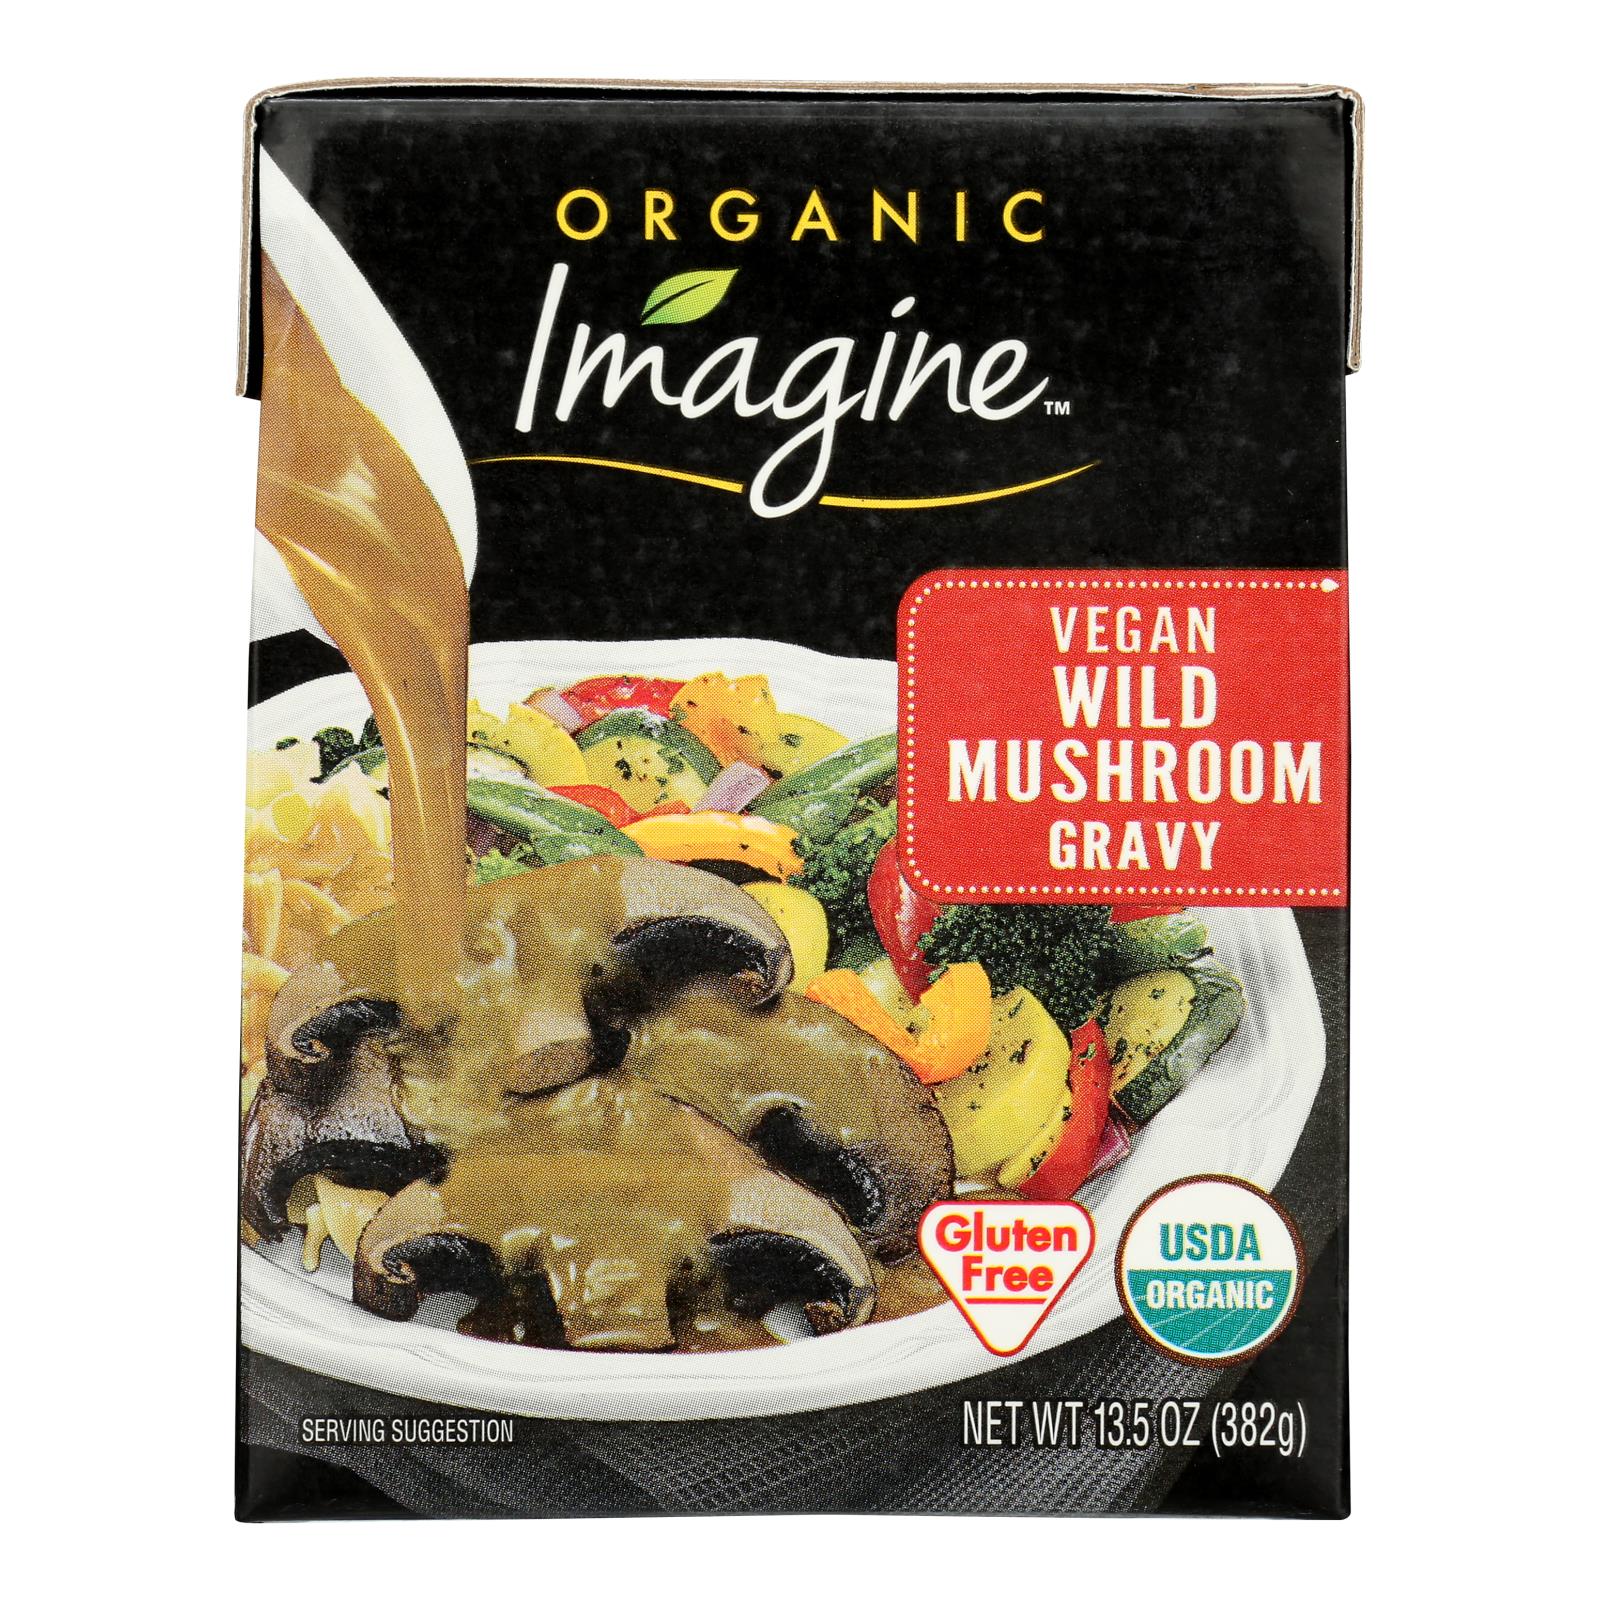 ORGANIC
Imagine™
VEGAN
WILD
MUSHROOM
GRAVY
Gluten
Free
USDA
ORGANIC
SERVING SUGGESTION
NET WT 13.5 OZ (382g)